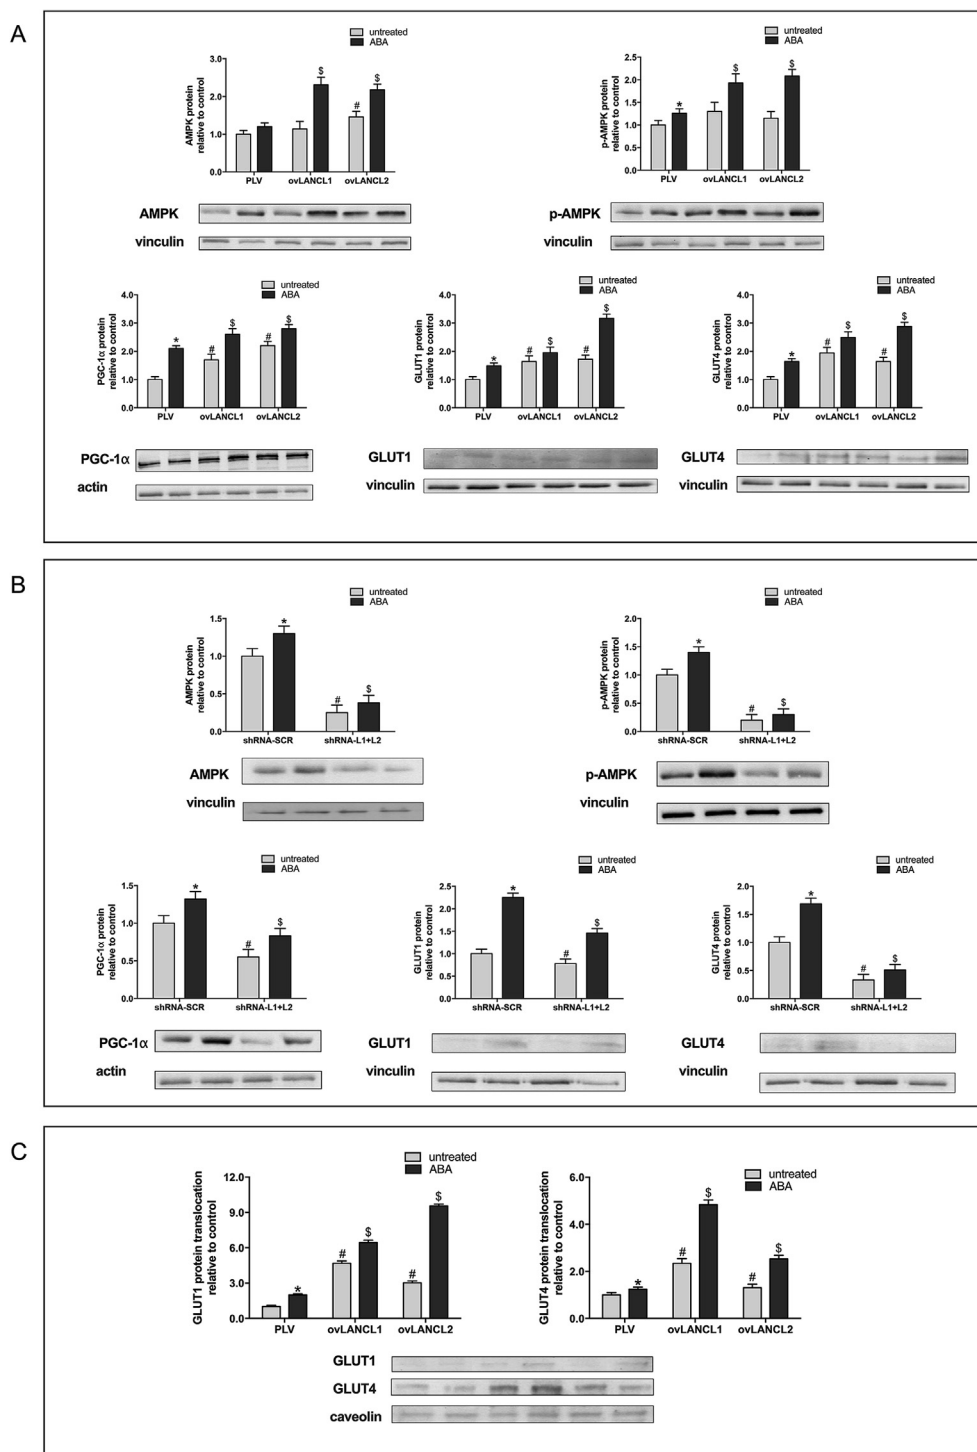 A
untreated
ABA
AMPK protein
relative to control
3.0
2.0
1.0
0.0
$
$
#
PLV
ovLANCL1
ovLANCL2
AMPK
vinculin
untreated
ABA
p-AMPK protein
relative to control
2.5
2.0
1.5
1.0
0.5
0.0
*
$
$
PLV
ovLANCL1
ovLANCL2
p-AMPK
vinculin
untreated
ABA
PGC-1α protein
relative to control
4.0
3.0
2.0
1.0
0.0
*
#
$
#
$
PLV
ovLANCL1
ovLANCL2
PGC-1α
actin
untreated
ABA
GLUT1 protein
relative to control
4.0
3.0
2.0
1.0
0.0
*
#
$
#
$
PLV
ovLANCL1
ovLANCL2
GLUT1
vinculin
untreated
ABA
GLUT4 protein
relative to control
4.0
3.0
2.0
1.0
0.0
*
#
$
#
$
PLV
ovLANCL1
ovLANCL2
GLUT4
vinculin
B
untreated
ABA
AMPK protein
relative to control
1.5
1.0
0.5
0.0
*
#
$
shRNA-SCR
shRNA-L1+L2
AMPK
vinculin
untreated
ABA
p-AMPK protein
relative to control
2.0
1.5
1.0
0.5
0.0
*
#
$
shRNA-SCR
shRNA-L1+L2
p-AMPK
vinculin
untreated
ABA
PGC-1α protein
relative to control
1.5
1.0
0.5
0.0
*
#
$
shRNA-SCR
shRNA-L1+L2
PGC-1α
actin
untreated
ABA
GLUT1 protein
relative to control
2.5
2.0
1.5
1.0
0.5
0.0
*
#
$
shRNA-SCR
shRNA-L1+L2
GLUT1
vinculin
untreated
ABA
GLUT4 protein
relative to control
2.0
1.5
1.0
0.5
0.0
*
#
$
shRNA-SCR
shRNA-L1+L2
GLUT4
vinculin
C
untreated
ABA
GLUT1 protein translocation
relative to control
12.0
9.0
6.0
3.0
0.0
*
#
$
#
$
PLV
ovLANCL1
ovLANCL2
untreated
ABA
GLUT4 protein translocation
relative to control
6.0
4.0
2.0
0.0
*
#
$
#
$
PLV
ovLANCL1
ovLANCL2
GLUT1
GLUT4
caveolin